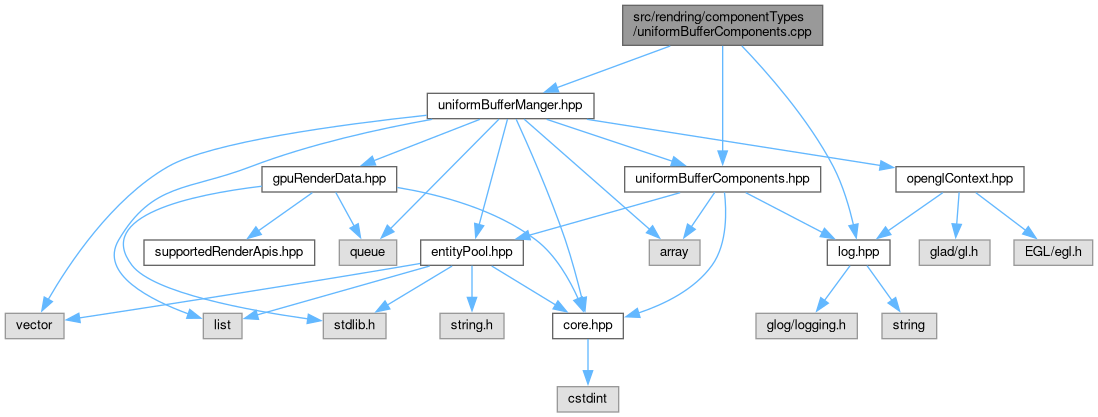 src/rendring/componentTypes
/uniformBufferComponents.cpp
uniformBufferManger.hpp
gpuRenderData.hpp
uniformBufferComponents.hpp
openglContext.hpp
supportedRenderApis.hpp
queue
entityPool.hpp
array
log.hpp
glad/gl.h
EGL/egl.h
vector
list
stdlib.h
string.h
core.hpp
glog/logging.h
string
cstdint